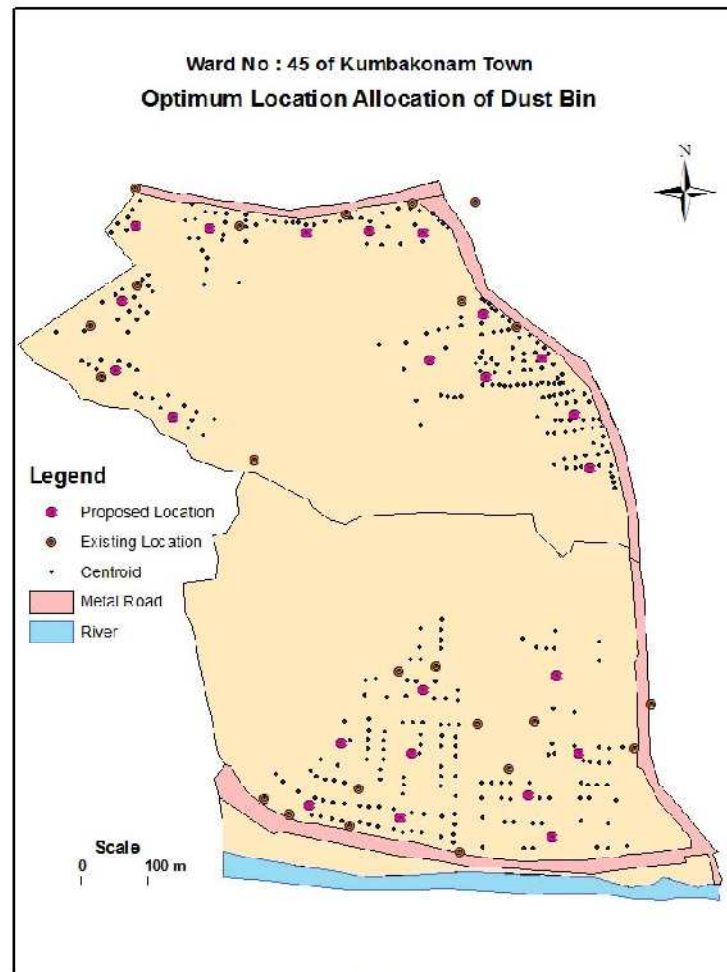 Ward No : 45 of Kumbakonam Town
Optimum Location Allocation of Dust Bin
N
Legend
Proposed Location
Existing Location
Centroid
Metal Road
River
Scale
0 100 m